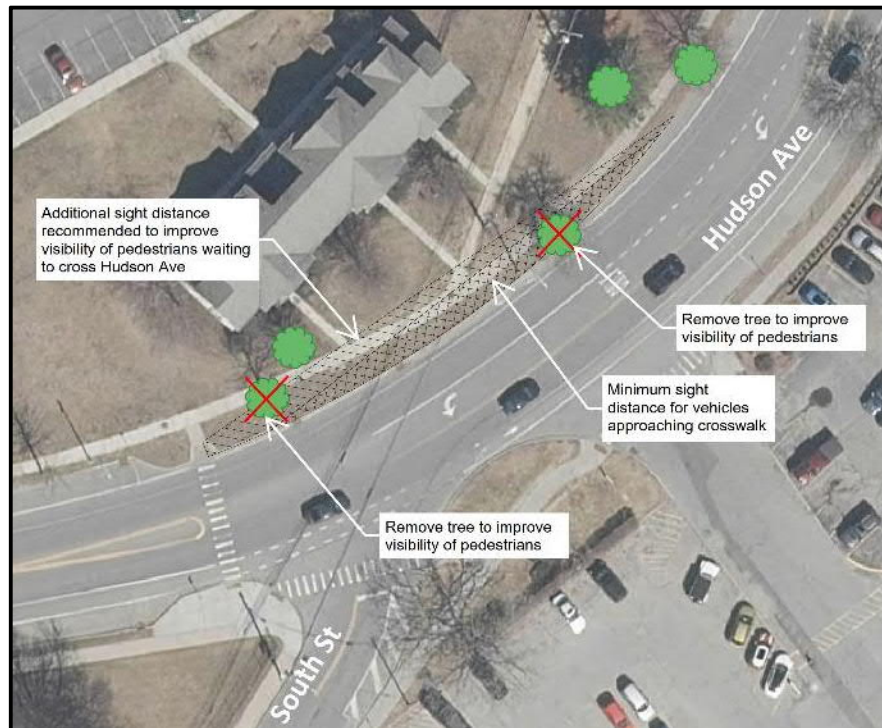 Hudson Ave
Additional sight distance
recommended to improve
visibility of pedestrians waiting
to cross Hudson Ave
Remove tree to improve
visibility of pedestrians
Minimum sight
distance for vehicles
approaching crosswalk
Remove tree to improve
visibility of pedestrians
South St